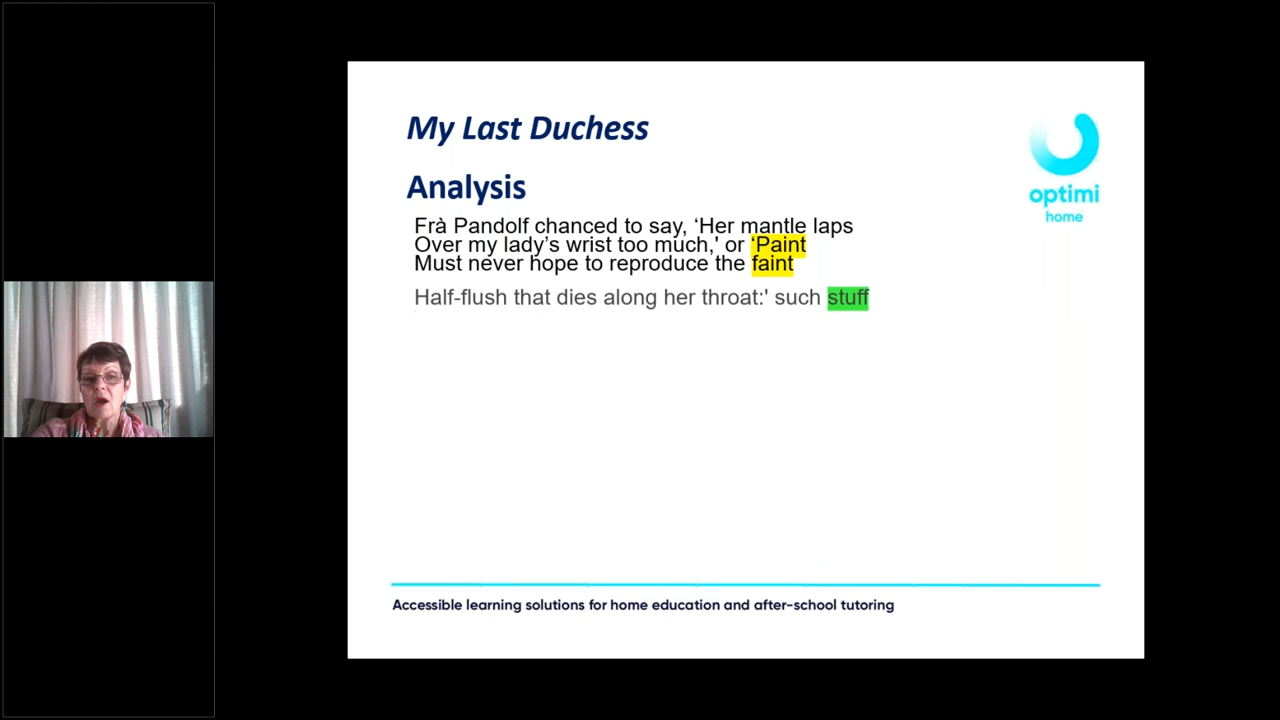 My Last Duchess
Analysis
Frà Pandolf chanced to say, ‘Her mantle laps
Over my lady’s wrist too much,' or ‘Paint
Must never hope to reproduce the faint
Half-flush that dies along her throat:' such stuff
optimi
home
Accessible learning solutions for home education and after-school tutoring